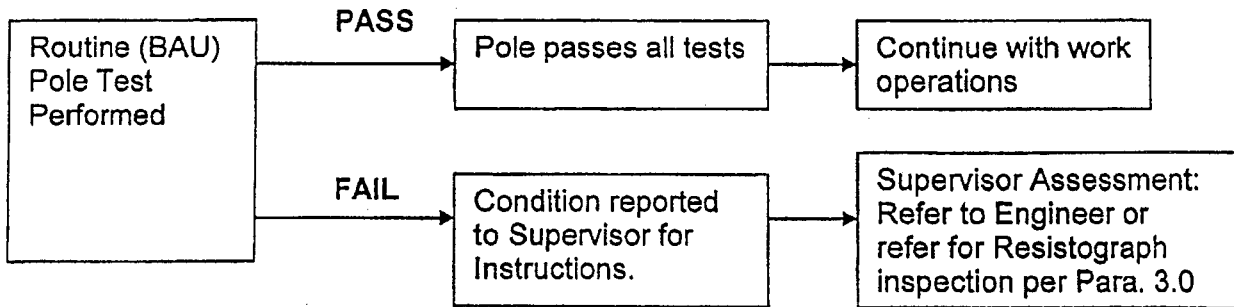 Routine (BAU)
Pole Test
Performed
PASS
Pole passes all tests
Continue with work
operations
FAIL
Condition reported
to Supervisor for
Instructions.
Supervisor Assessment:
Refer to Engineer or
refer for Resistograph
inspection per Para. 3.0